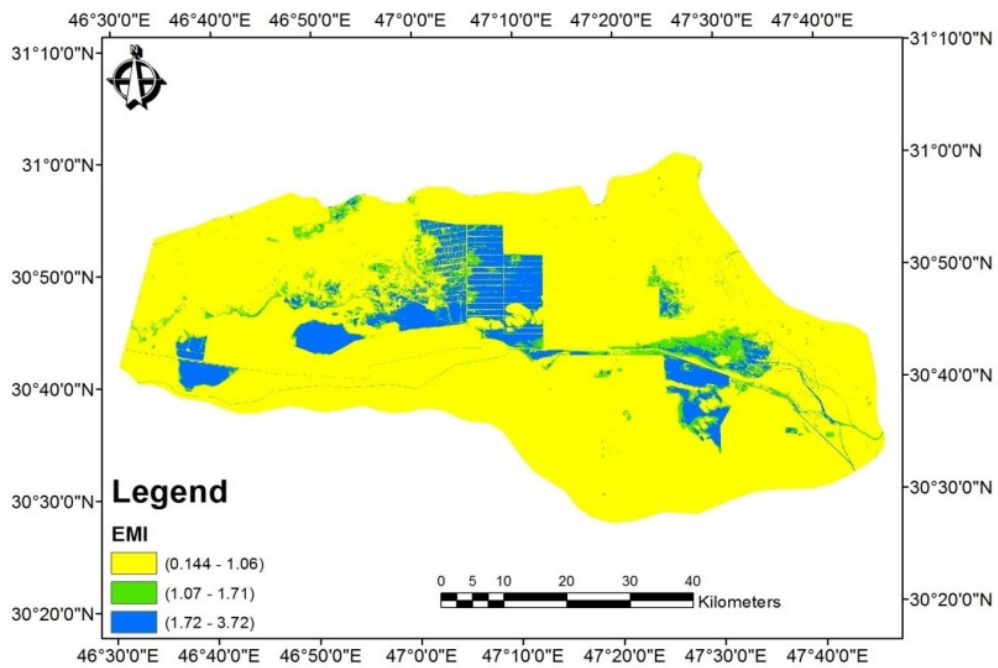 46°30'0"E 46°40'0"E 46°50'0"E 47°0'0"E 47°10'0"E 47°20'0"E 47°30'0"E 47°40'0"E
31°10'0"N 31°10'0"N
N
31°0'0"N 31°0'0"N
30°50'0"N 30°50'0"N
30°40'0"N 30°40'0"N
30°30'0"N 30°30'0"N
Legend
EMI
(0.144 - 1.06)
(1.07 - 1.71)
(1.72 - 3.72)
0 5 10 20 30 40
Kilometers
30°20'0"N 30°20'0"N
46°30'0"E 46°40'0"E 46°50'0"E 47°0'0"E 47°10'0"E 47°20'0"E 47°30'0"E 47°40'0"E